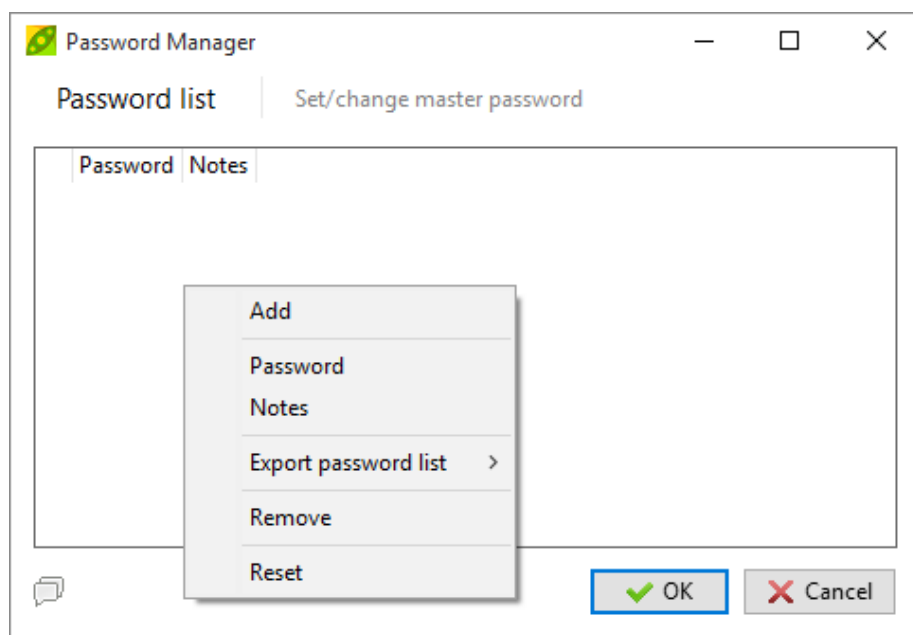 Password Manager
Password list
Set/change master password
Password Notes
Add
Password
Notes
Export password list
Remove
Reset
OK
Cancel